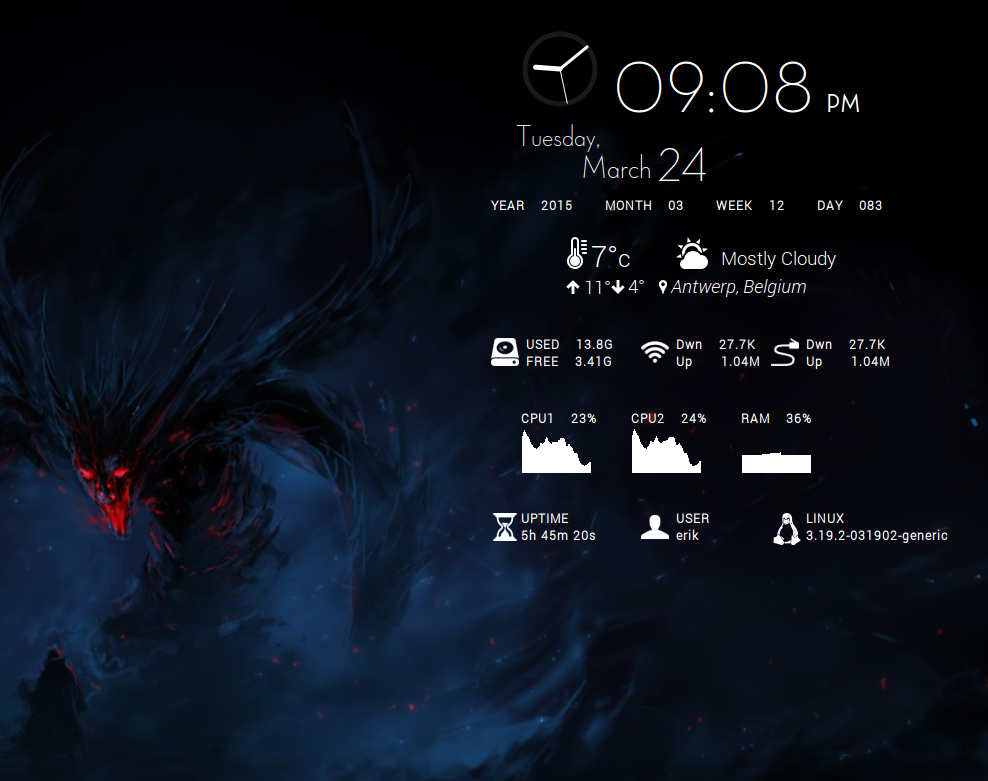 09:08 PM
Tuesday,
March 24
YEAR 2015 MONTH 03 WEEK 12 DAY 083
7°c Mostly Cloudy
11° 4° Antwerp, Belgium
USED 13.8G Dwn 27.7K Dwn 27.7K
FREE 3.41G Up 1.04M Up 1.04M
CPU1 23% CPU2 24% RAM 36%
UPTIME USER LINUX
5h 45m 20s erik 3.19.2-031902-generic